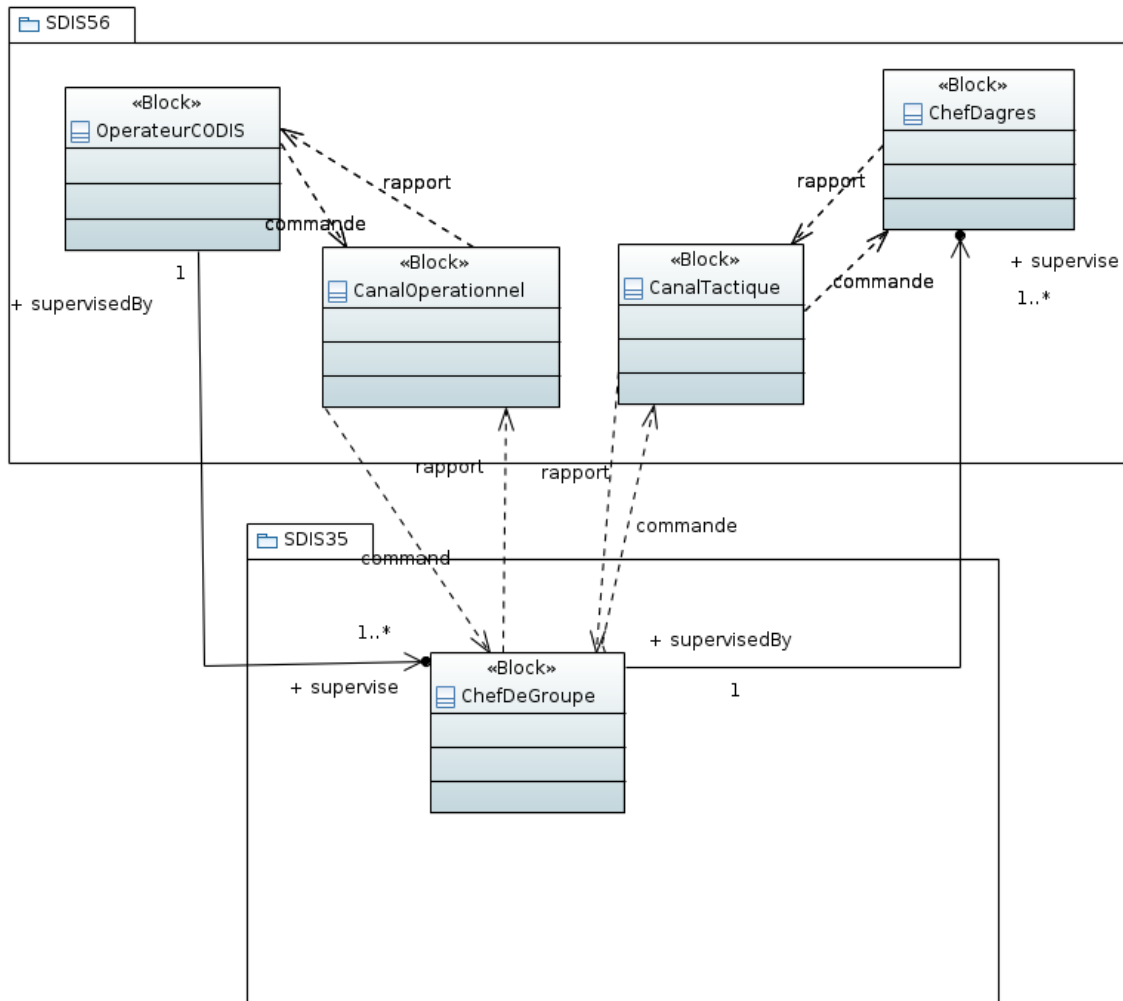 SDIS56
«Block»
OperateurCODIS
«Block»
ChefDagres
rapport
rapport
commande
«Block»
CanalOperationnel
«Block»
CanalTactique
commande
+ supervise
1..*
1
+ supervisedBy
rapport
rapport
commande
SDIS35
command
1..*
+ supervise
«Block»
ChefDeGroupe
+ supervisedBy
1